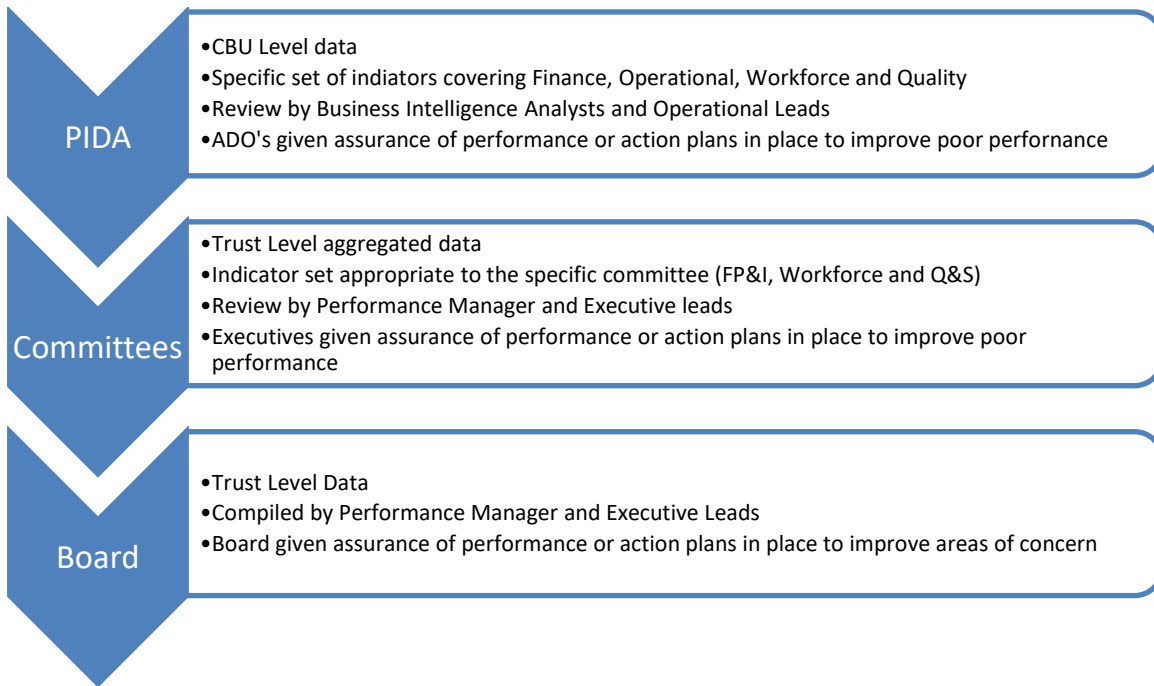 PIDA
•CBU Level data
•Specific set of indiators covering Finance, Operational, Workforce and Quality
•Review by Business Intelligence Analysts and Operational Leads
•ADO's given assurance of performance or action plans in place to improve poor perfornance
Committees
•Trust Level aggregated data
•Indicator set appropriate to the specific committee (FP&I, Workforce and Q&S)
•Review by Performance Manager and Executive leads
•Executives given assurance of performance or action plans in place to improve poor
performance
Board
•Trust Level Data
•Compiled by Performance Manager and Executive Leads
•Board given assurance of performance or action plans in place to improve areas of concern